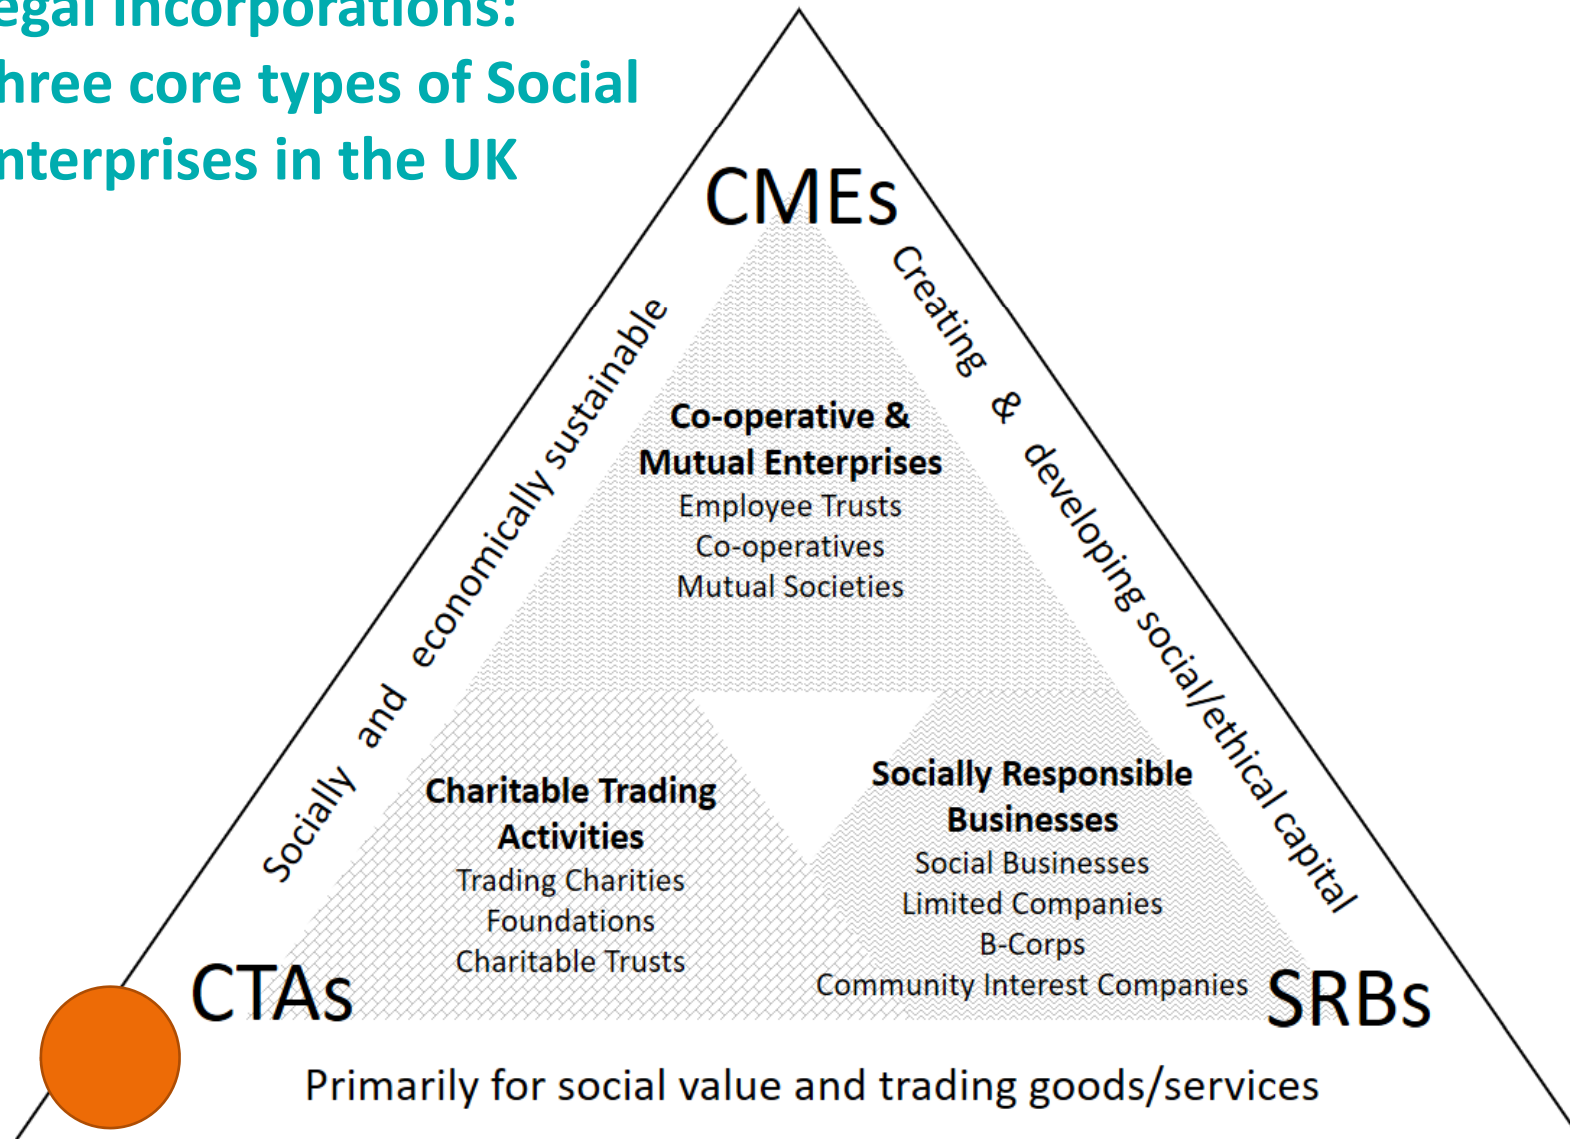 egal incorporations:
hree core types of Social
nterprises in the UK
CMEs
Socially and economically sustainable
Creating & developing social/ethical capital
Co-operative &
Mutual Enterprises
Employee Trusts
Co-operatives
Mutual Societies
Charitable Trading
Activities
Trading Charities
Foundations
Charitable Trusts
Socially Responsible
Businesses
Social Businesses
Limited Companies
B-Corps
Community Interest Companies
CTAs
SRBs
Primarily for social value and trading goods/services